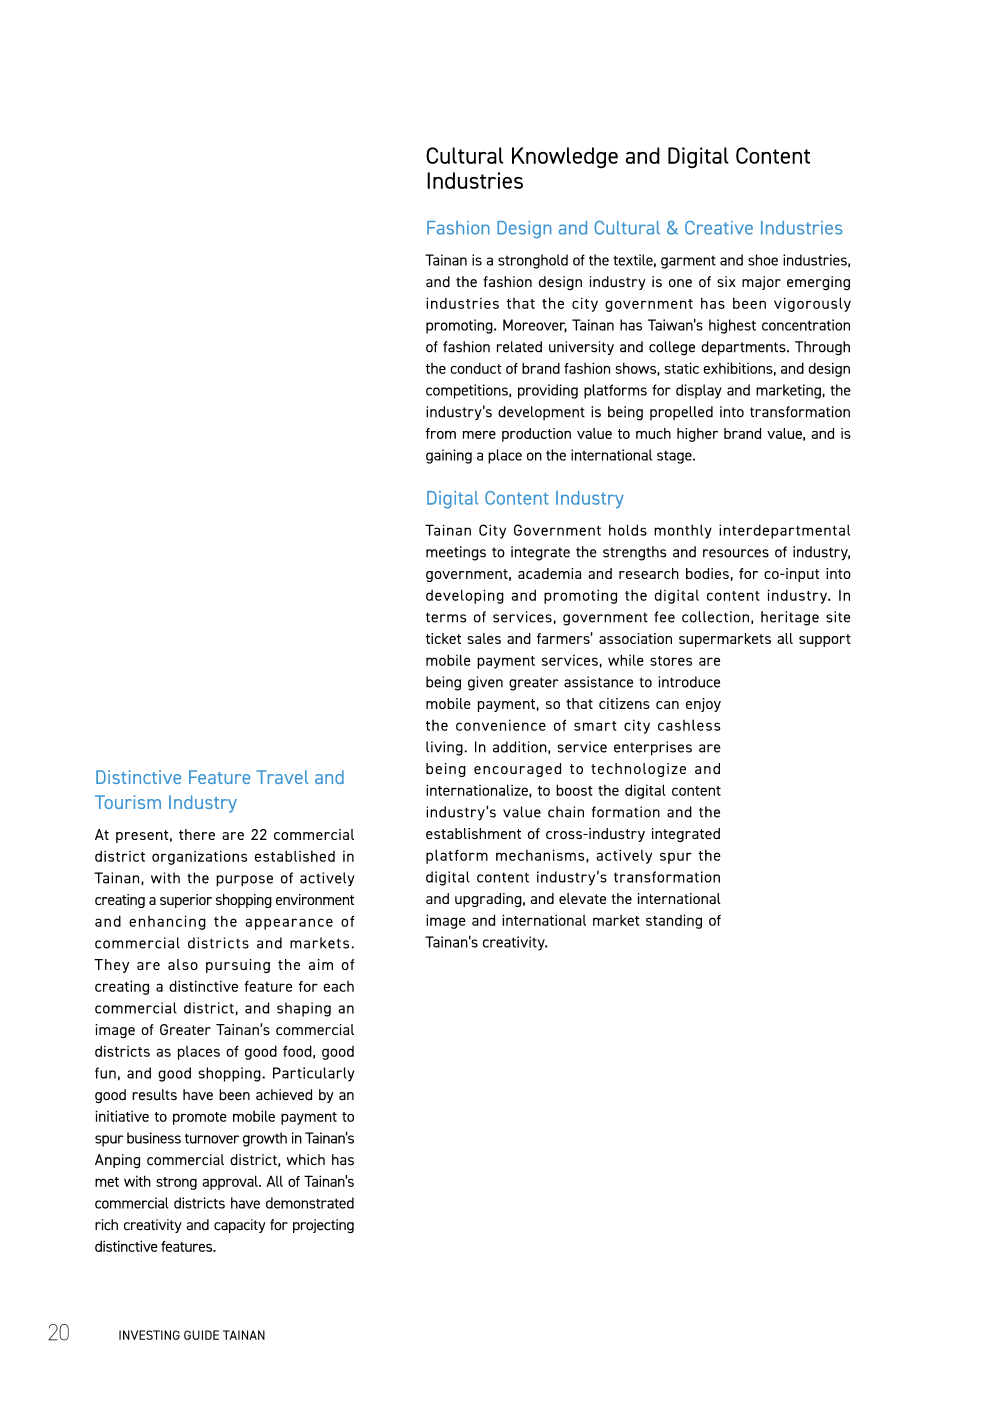 Cultural Knowledge and Digital Content
Industries
Fashion Design and Cultural & Creative Industries
Tainan is a stronghold of the textile, garment and shoe industries,
and the fashion design industry is one of six major emerging
industries that the city government has been vigorously
promoting. Moreover, Tainan has Taiwan's highest concentration
of fashion related university and college departments. Through
the conduct of brand fashion shows, static exhibitions, and design
competitions, providing platforms for display and marketing, the
industry's development is being propelled into transformation
from mere production value to much higher brand value, and is
gaining a place on the international stage.
Digital Content Industry
Tainan City Government holds monthly interdepartmental
meetings to integrate the strengths and resources of industry,
government, academia and research bodies, for co-input into
developing and promoting the digital content industry. In
terms of services, government fee collection, heritage site
ticket sales and farmers' association supermarkets all support
mobile payment services, while stores are
being given greater assistance to introduce
mobile payment, so that citizens can enjoy
the convenience of smart city cashless
living. In addition, service enterprises are
being encouraged to technologize and
internationalize, to boost the digital content
industry's value chain formation and the
establishment of cross-industry integrated
platform mechanisms, actively spur the
digital content industry's transformation
and upgrading, and elevate the international
image and international market standing of
Tainan's creativity.
Distinctive Feature Travel and
Tourism Industry
At present, there are 22 commercial
district organizations established in
Tainan, with the purpose of actively
creating a superior shopping environment
and enhancing the appearance of
commercial districts and markets.
They are also pursuing the aim of
creating a distinctive feature for each
commercial district, and shaping an
image of Greater Tainan's commercial
districts as places of good food, good
fun, and good shopping. Particularly
good results have been achieved by an
initiative to promote mobile payment to
spur business turnover growth in Tainan's
Anping commercial district, which has
met with strong approval. All of Tainan's
commercial districts have demonstrated
rich creativity and capacity for projecting
distinctive features.
20 INVESTING GUIDE TAINAN